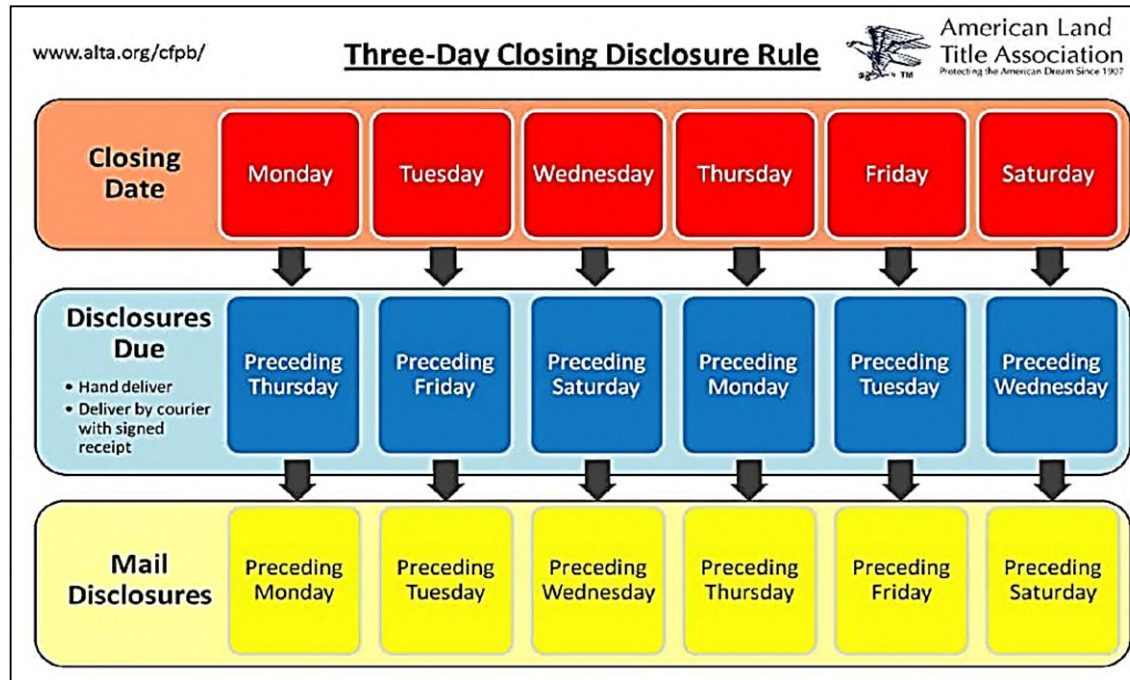 www.alta.org/cfpb/
Three-Day Closing Disclosure Rule
American Land
Title Association
Protecting the American Dream Since 1907
TM
Closing
Date
Monday
Tuesday
Wednesday
Thursday
Friday
Saturday
Disclosures
Due
• Hand deliver
• Deliver by courier
with signed
receipt
Preceding
Thursday
Preceding
Friday
Preceding
Saturday
Preceding
Monday
Preceding
Tuesday
Preceding
Wednesday
Mail
Disclosures
Preceding
Monday
Preceding
Tuesday
Preceding
Wednesday
Preceding
Thursday
Preceding
Friday
Preceding
Saturday